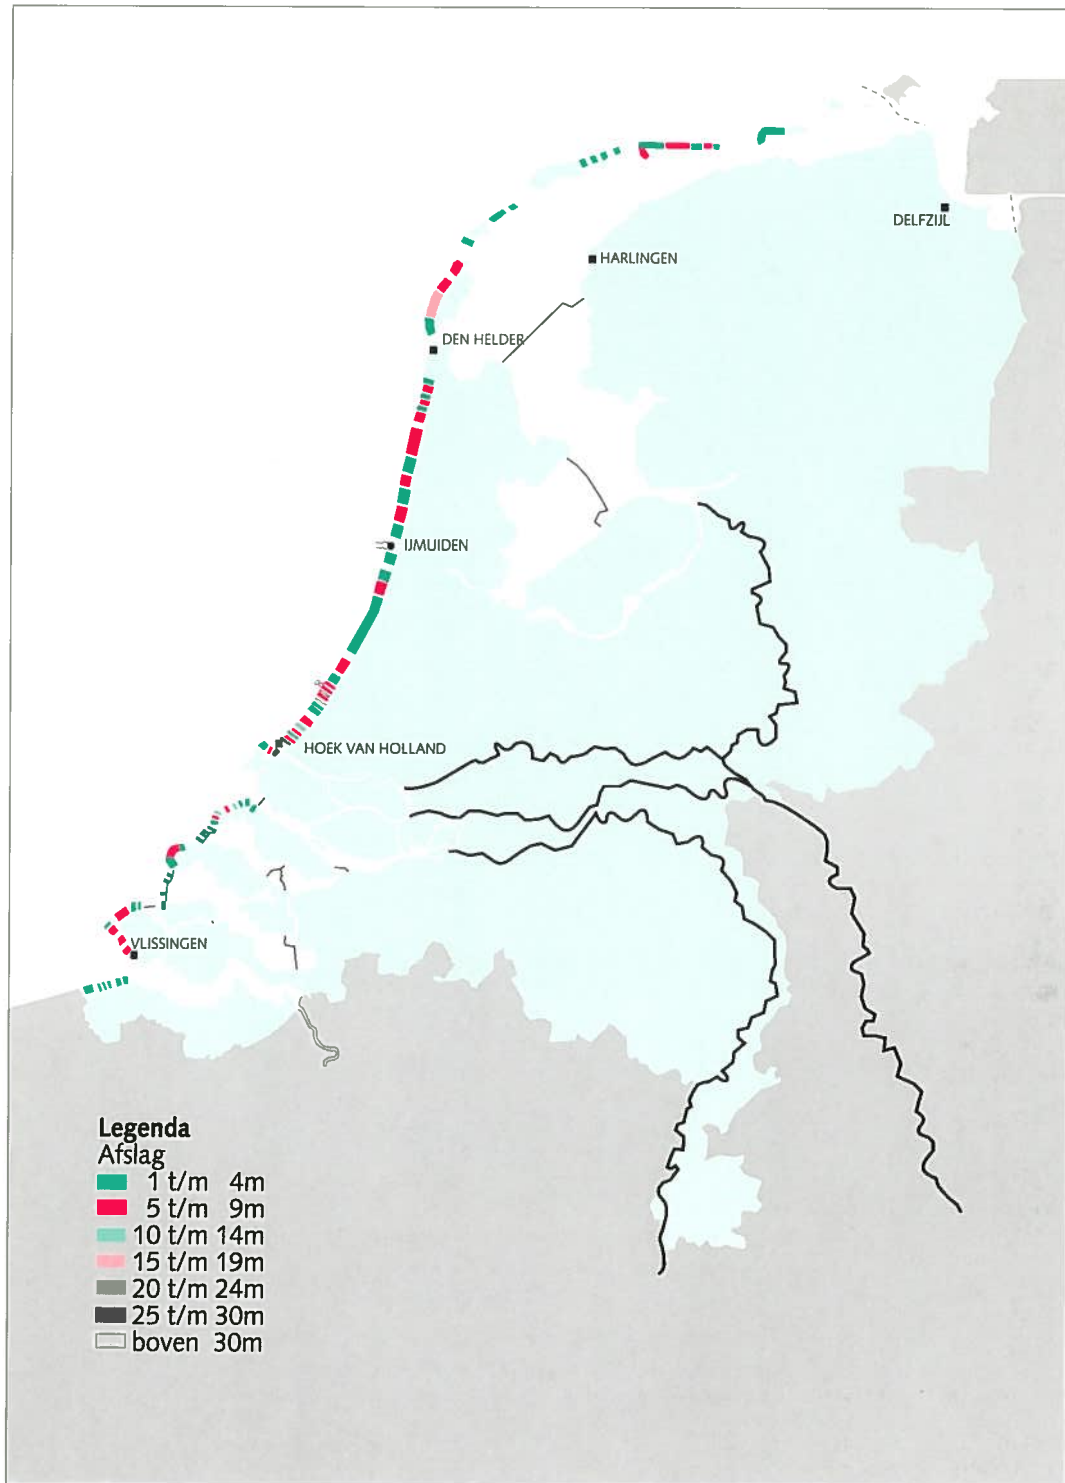 DELFZIJL
HARLINGEN
DEN HELDER
IJMUIDEN
HOEK VAN HOLLAND
VLISSINGEN
Legenda
Afslag
1 t/m 4m
5 t/m 9m
10 t/m 14m
15 t/m 19m
20 t/m 24m
25 t/m 30m
boven 30m